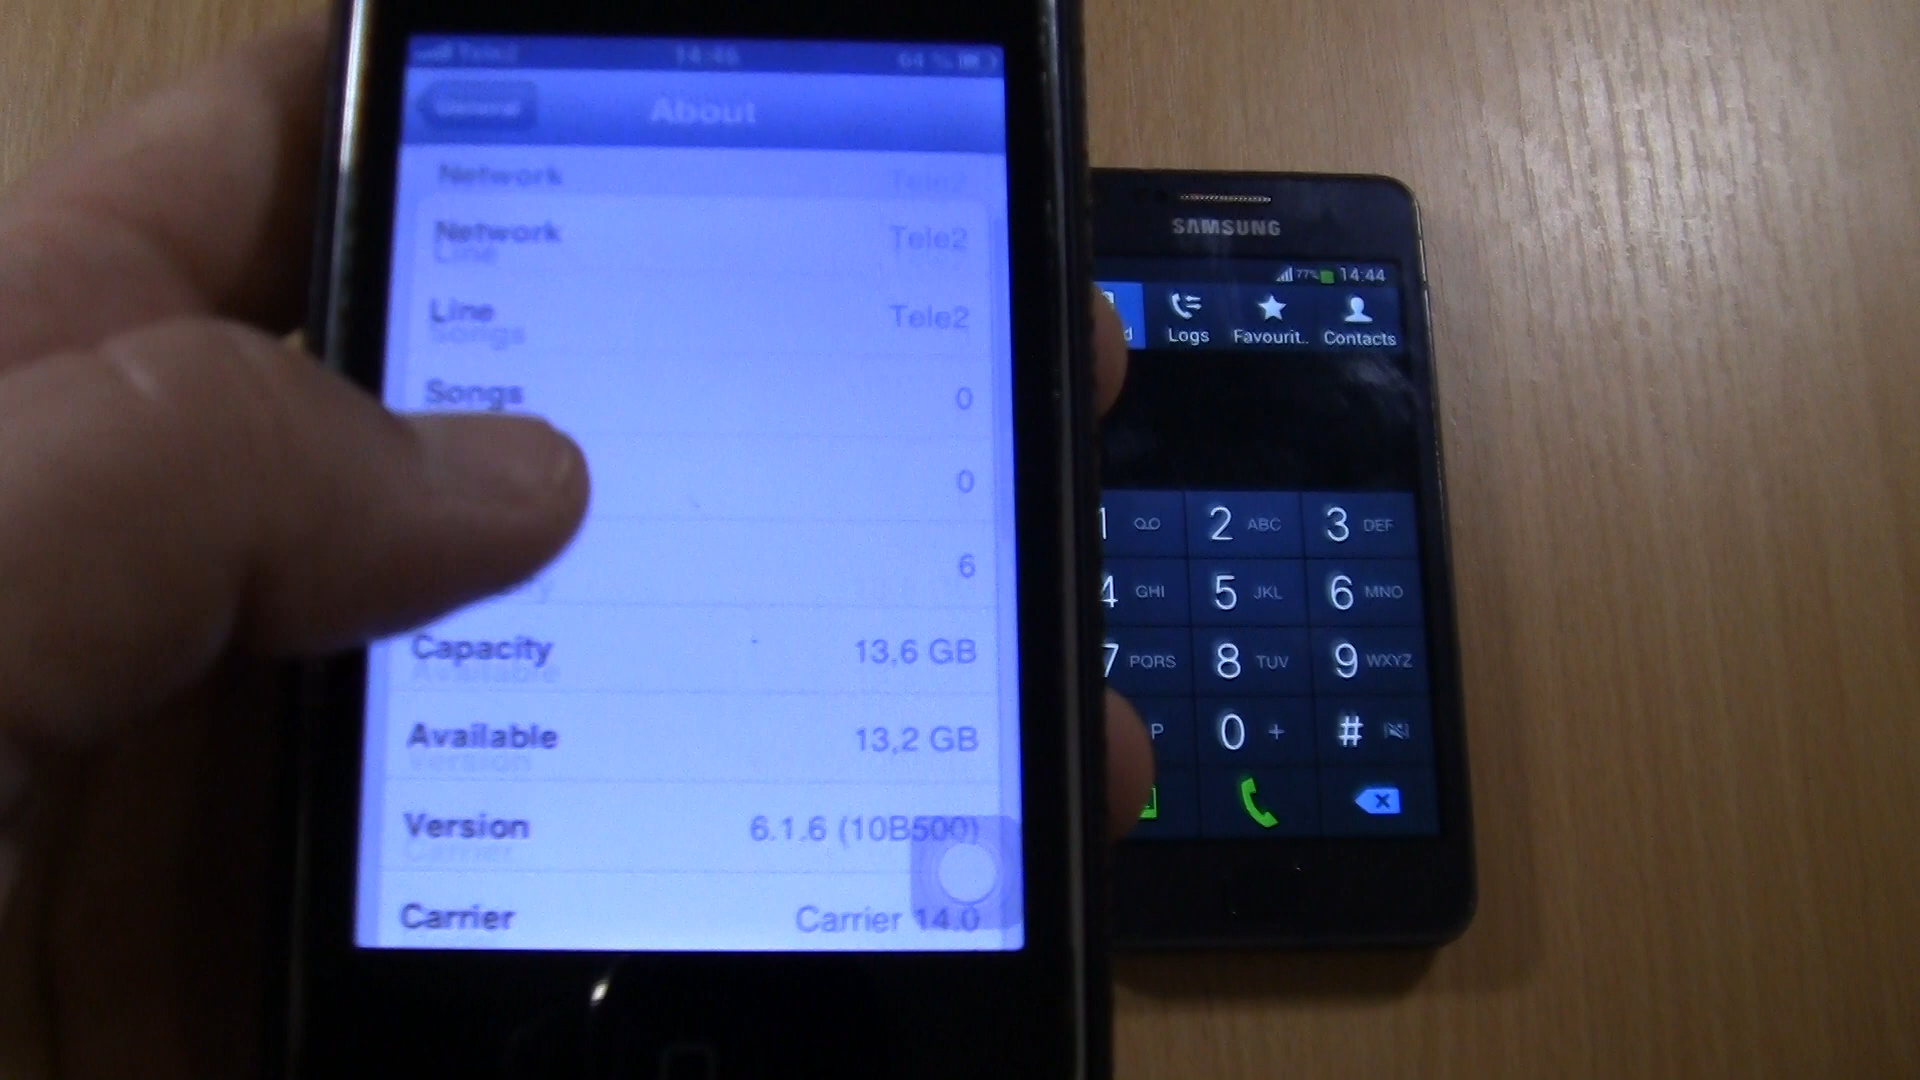 Tele2 14:46 64 %
General About
Network Tele2
Network Tele2
Line
Line Tele2
Songs
Songs 0
0
6
Capacity 13,6 GB
Available
Available 13,2 GB
Version
Version 6.1.6 (10B500)
Carrier
Carrier Carrier 14.0
SAMSUNG
77% 14:44
d Logs Favourit.. Contacts
1 2 ABC 3 DEF
4 GHI 5 JKL 6 MNO
7 PQRS 8 TUV 9 WXYZ
P 0 + #